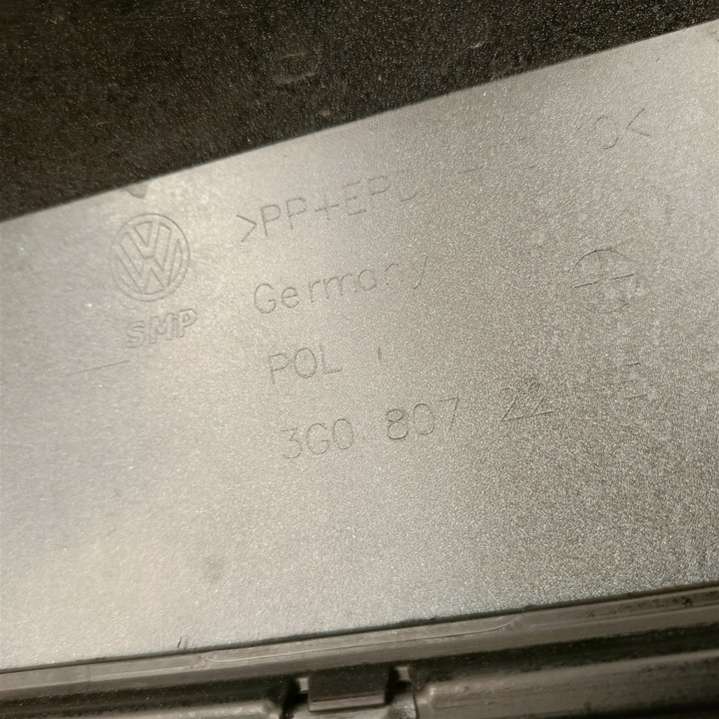 >PP+EPD
Germany
SMP
POL
3G0 807 22